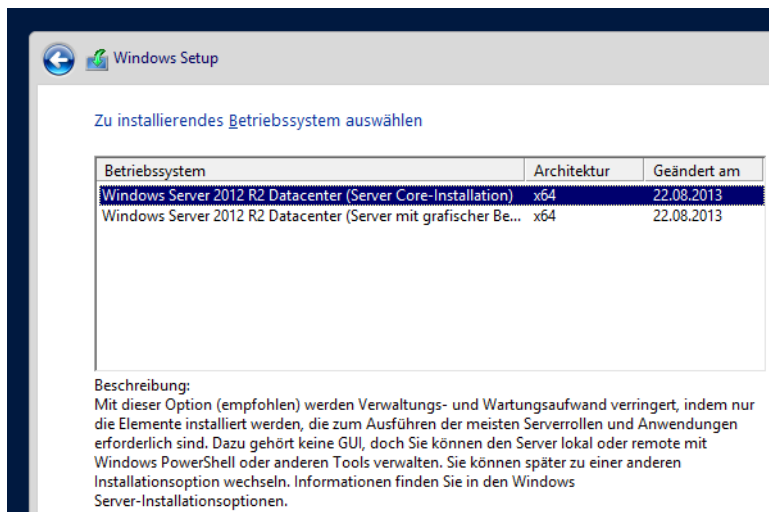 Windows Setup
Zu installierendes Betriebssystem auswählen
Betriebssystem Architektur Geändert am
Windows Server 2012 R2 Datacenter (Server Core-Installation) x64 22.08.2013
Windows Server 2012 R2 Datacenter (Server mit grafischer Be... x64 22.08.2013
Beschreibung:
Mit dieser Option (empfohlen) werden Verwaltungs- und Wartungsaufwand verringert, indem nur
die Elemente installiert werden, die zum Ausführen der meisten Serverrollen und Anwendungen
erforderlich sind. Dazu gehört keine GUI, doch Sie können den Server lokal oder remote mit
Windows PowerShell oder anderen Tools verwalten. Sie können später zu einer anderen
Installationsoption wechseln. Informationen finden Sie in den Windows
Server-Installationsoptionen.